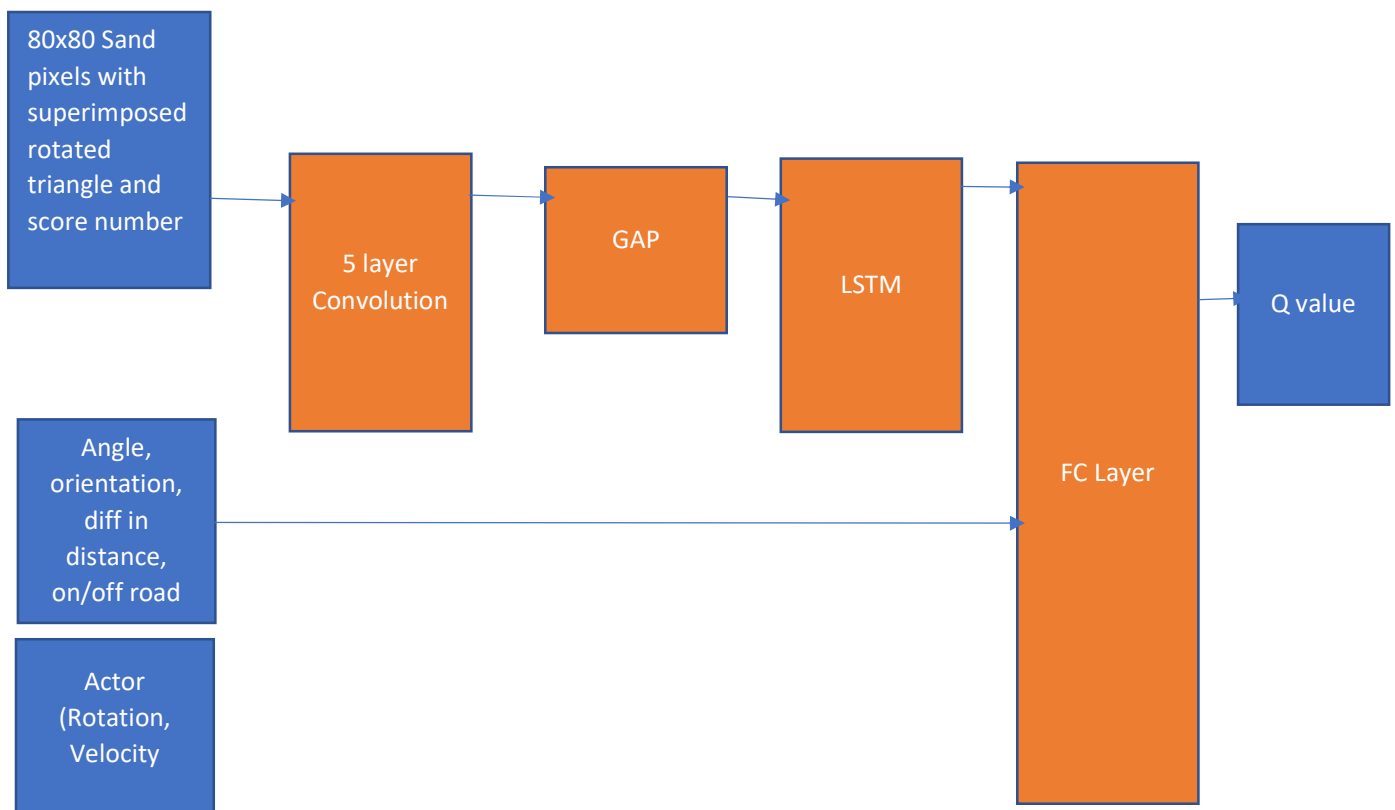 80x80 Sand
pixels with
superimposed
rotated
triangle and
score number
5 layer
Convolution
GAP
LSTM
FC Layer
Q value
Angle,
orientation,
diff in
distance,
on/off road
Actor
(Rotation,
Velocity